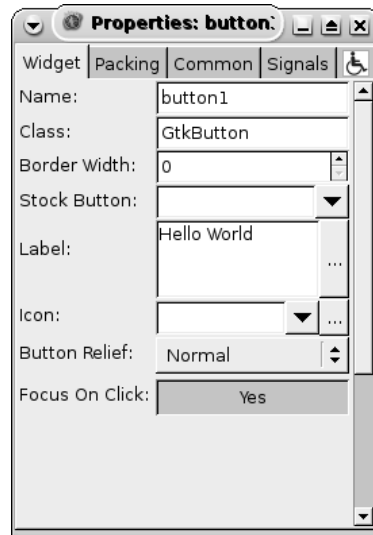 Properties: button
Widget Packing Common Signals
Name: button1
Class: GtkButton
Border Width: 0
Stock Button:
Label: Hello World
...
Icon: ...
Button Relief: Normal
Focus On Click: Yes